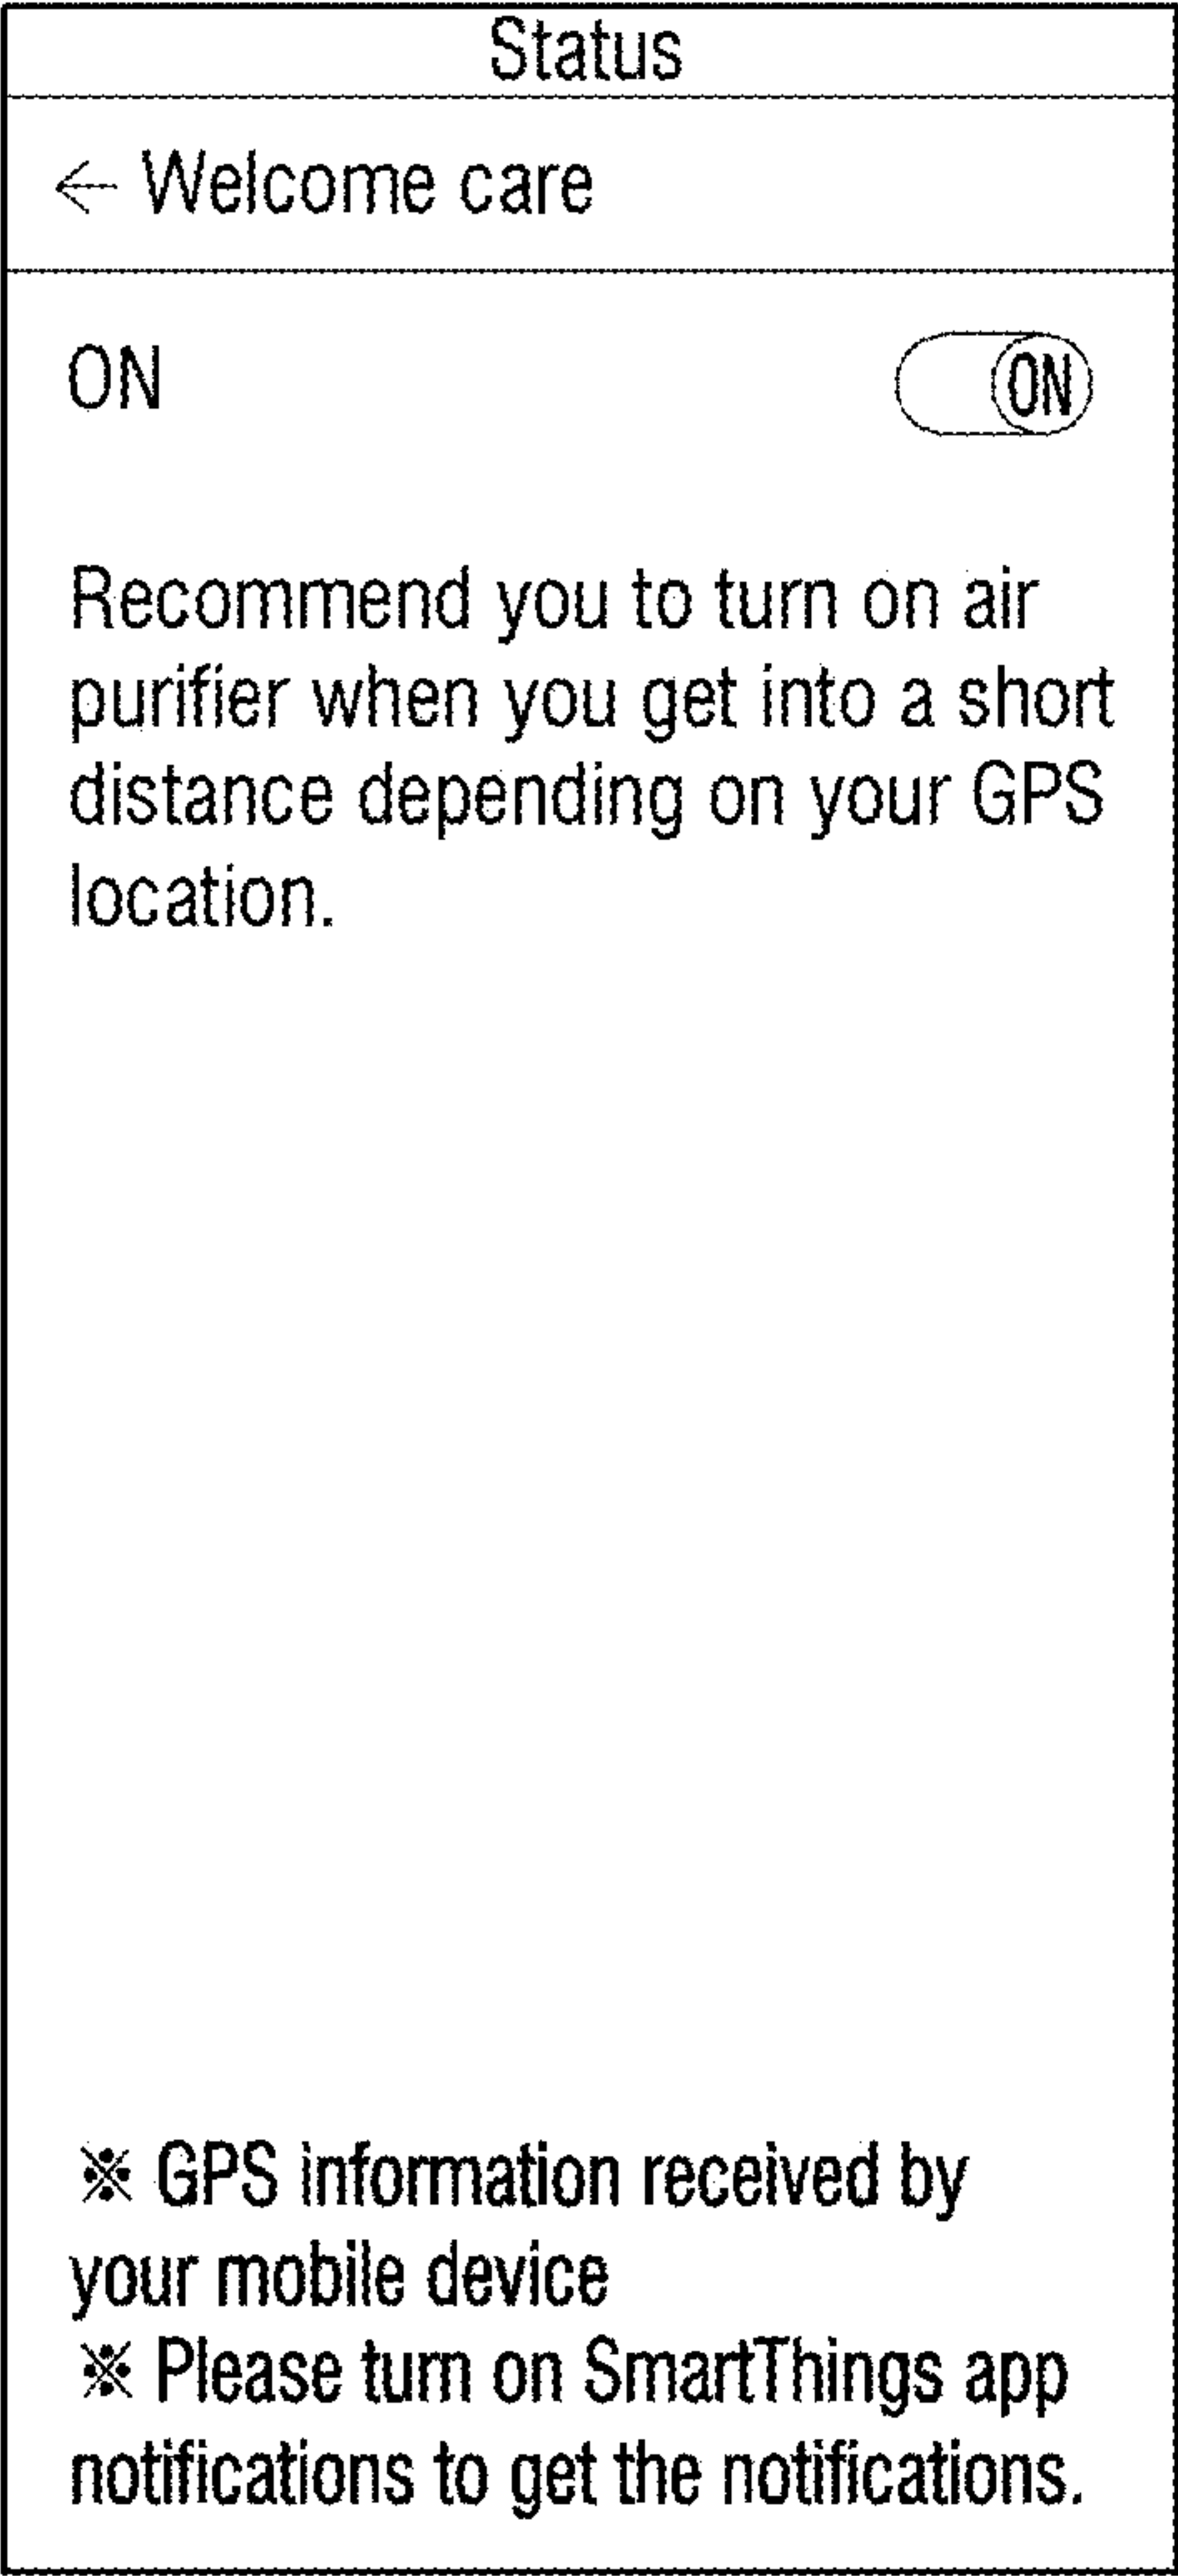 Status
← Welcome care
ON
ON
Recommend you to turn on air
purifier when you get into a short
distance depending on your GPS
location.
※ GPS information received by
your mobile device
※ Please turn on SmartThings app
notifications to get the notifications.